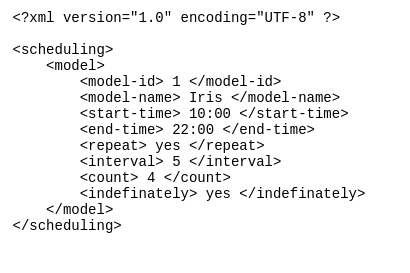 <?xml version="1.0" encoding="UTF-8" ?>

<scheduling>
    <model>
        <model-id> 1 </model-id>
        <model-name> Iris </model-name>
        <start-time> 10:00 </start-time>
        <end-time> 22:00 </end-time>
        <repeat> yes </repeat>
        <interval> 5 </interval>
        <count> 4 </count>
        <indefinately> yes </indefinately>
    </model>
</scheduling>